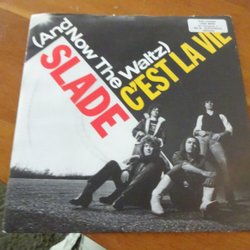 (And Now The Waltz)
SLADE
C'EST LA VIE